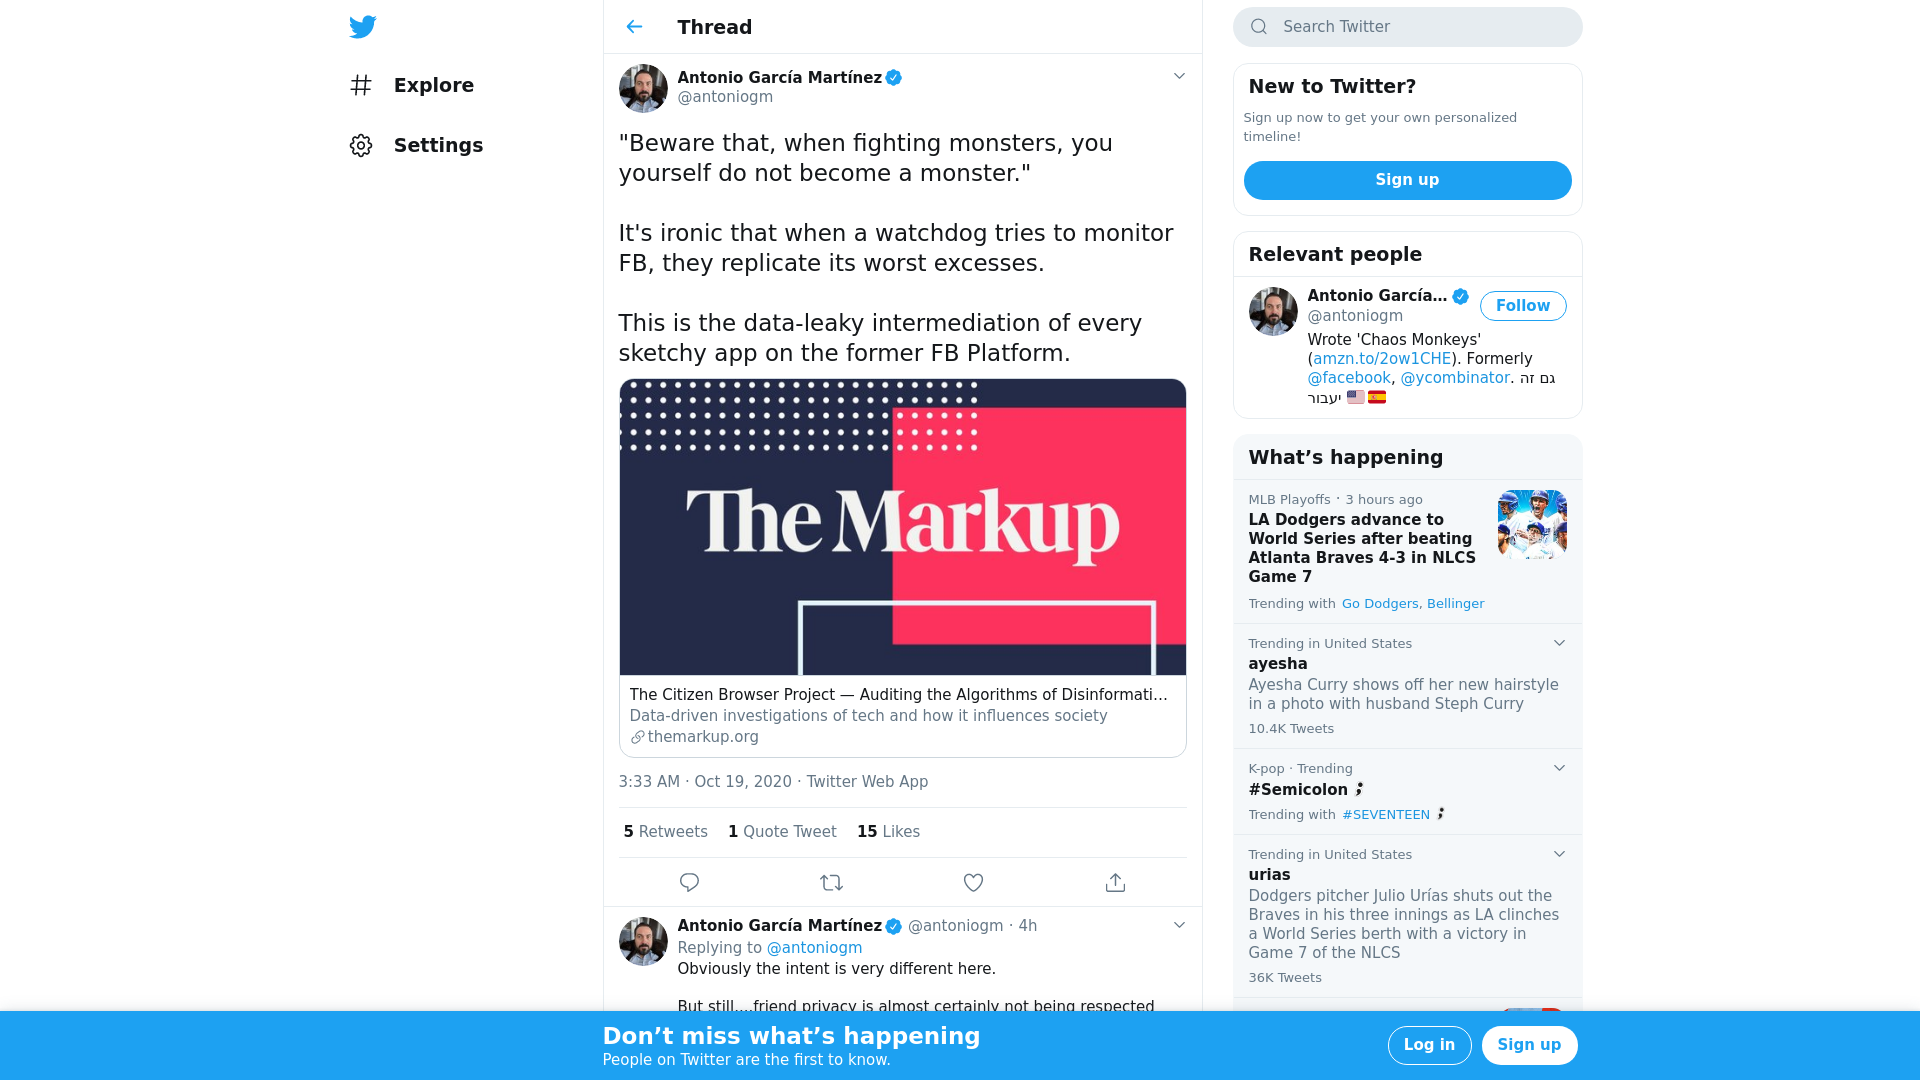 Explore
Settings
Thread
Antonio García Martínez
@antoniogm
"Beware that, when fighting monsters, you
yourself do not become a monster."
It's ironic that when a watchdog tries to monitor
FB, they replicate its worst excesses.
This is the data-leaky intermediation of every
sketchy app on the former FB Platform.
The Markup
The Citizen Browser Project — Auditing the Algorithms of Disinformati…
Data-driven investigations of tech and how it influences society
themarkup.org
3:33 AM · Oct 19, 2020 · Twitter Web App
5 Retweets 1 Quote Tweet 15 Likes
Antonio García Martínez @antoniogm · 4h
Replying to @antoniogm
Obviously the intent is very different here.
But still....friend privacy is almost certainly not being respected
Search Twitter
New to Twitter?
Sign up now to get your own personalized
timeline!
Sign up
Relevant people
Antonio García…
@antoniogm
Follow
Wrote 'Chaos Monkeys'
(amzn.to/2ow1CHE). Formerly
@facebook, @ycombinator. גם זה
יעבור 🇺🇸🇪🇸
What’s happening
MLB Playoffs · 3 hours ago
LA Dodgers advance to
World Series after beating
Atlanta Braves 4-3 in NLCS
Game 7
Trending with Go Dodgers, Bellinger
Trending in United States
ayesha
Ayesha Curry shows off her new hairstyle
in a photo with husband Steph Curry
10.4K Tweets
K-pop · Trending
#Semicolon
Trending with #SEVENTEEN
Trending in United States
urias
Dodgers pitcher Julio Urías shuts out the
Braves in his three innings as LA clinches
a World Series berth with a victory in
Game 7 of the NLCS
36K Tweets
Don’t miss what’s happening
People on Twitter are the first to know.
Log in
Sign up